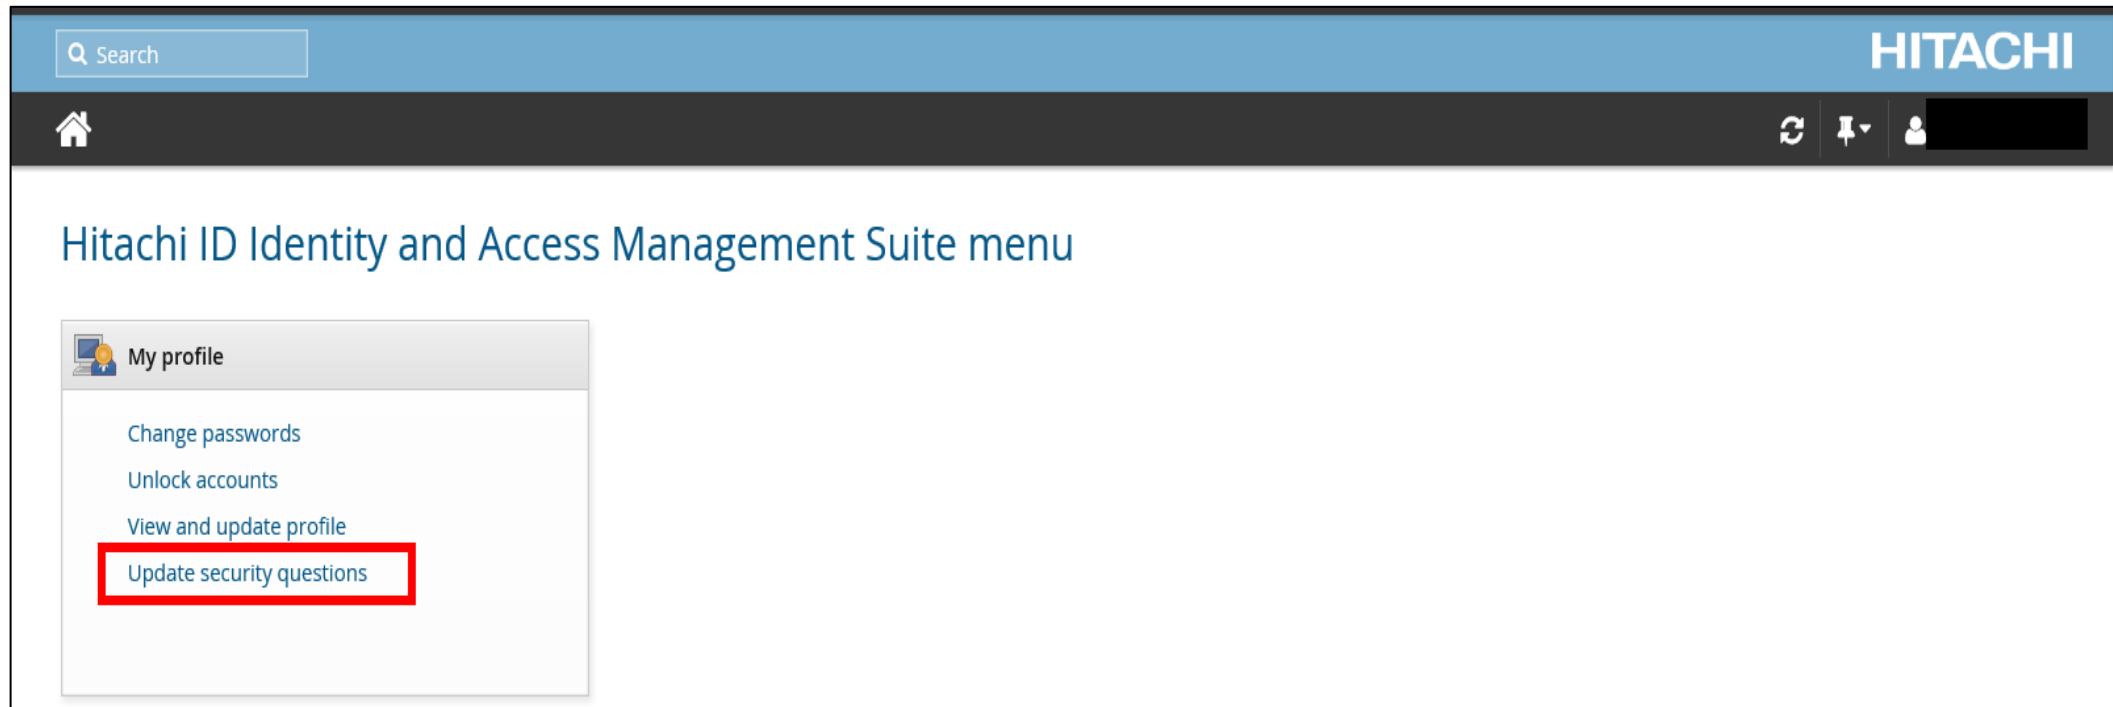 Search
HITACHI
Hitachi ID Identity and Access Management Suite menu
My profile
Change passwords
Unlock accounts
View and update profile
Update security questions